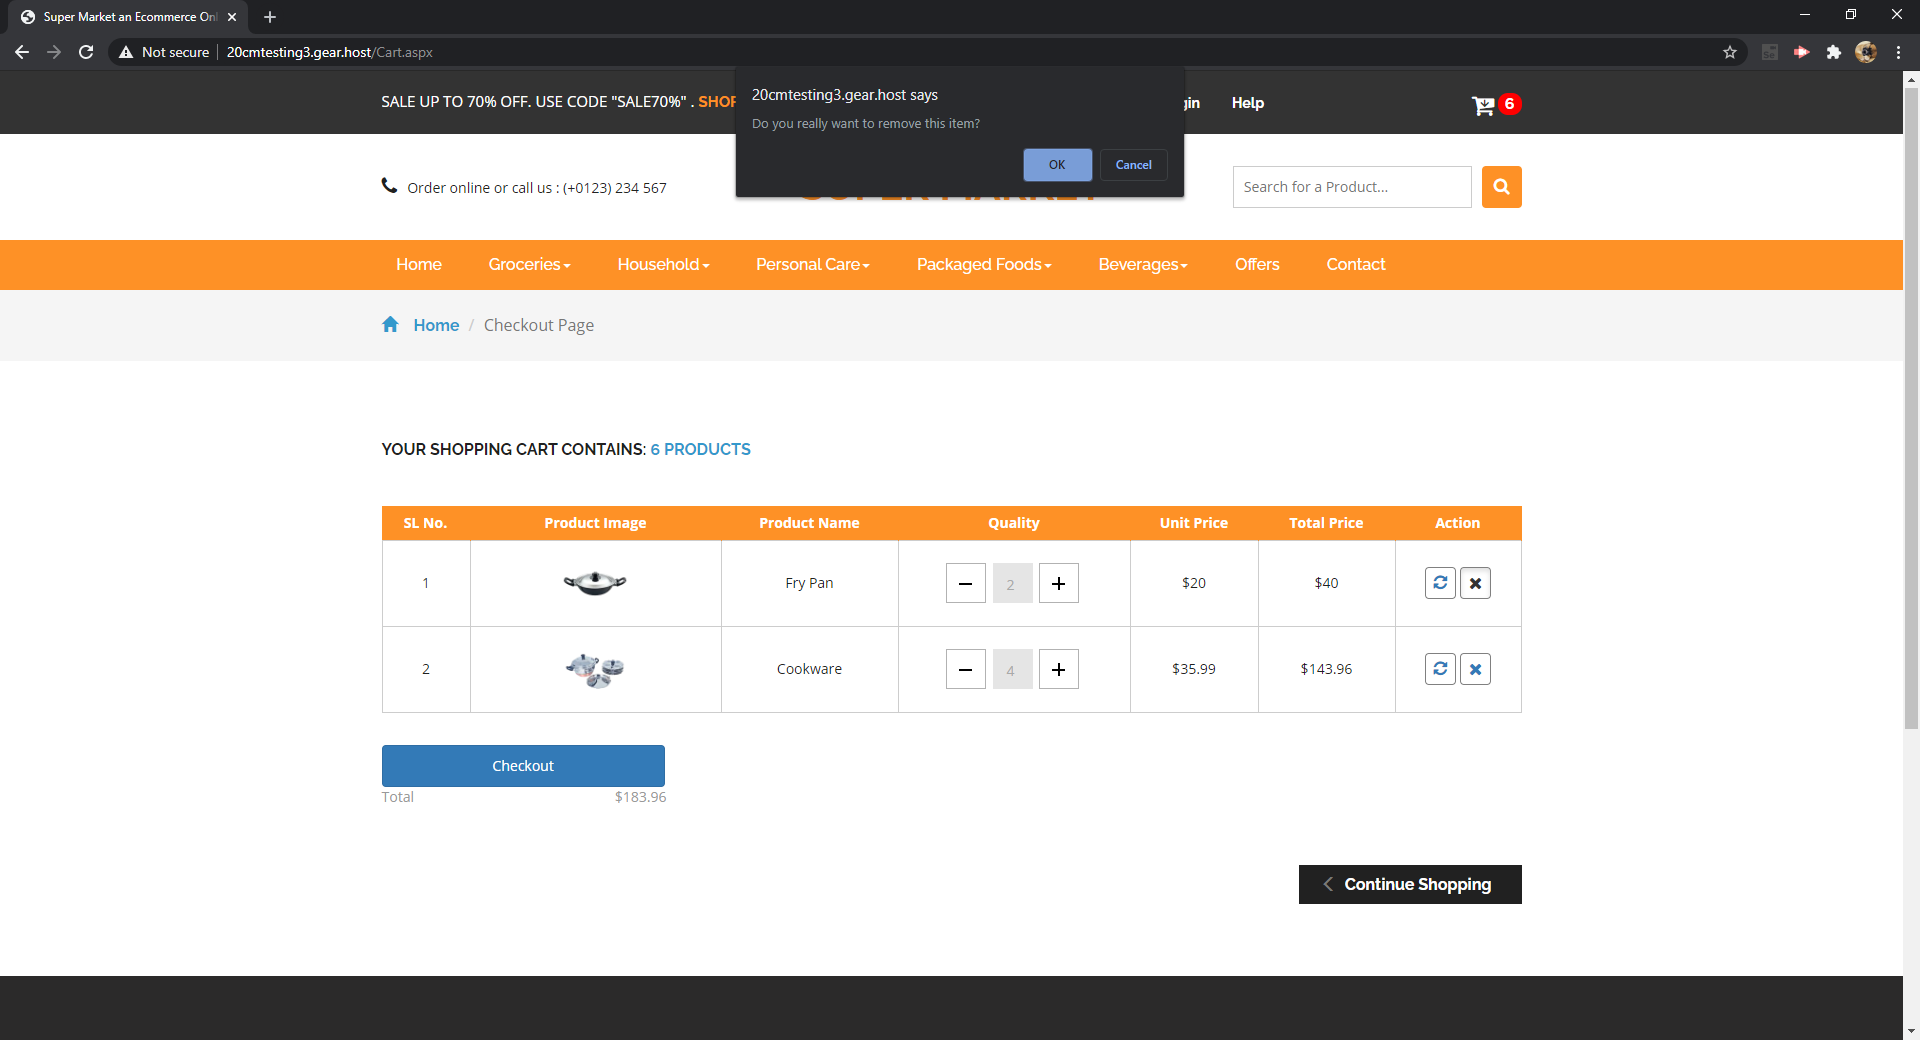 Super Market an Ecommerce Onl
Not secure
20cmtesting3.gear.host/Cart.aspx
SALE UP TO 70% OFF. USE CODE "SALE70%" .
Help
6
20cmtesting3.gear.host says
Do you really want to remove this item?
OK
Cancel
Order online or call us : (+0123) 234 567
Search for a Product...
Home
Groceries
Household
Personal Care
Packaged Foods
Beverages
Offers
Contact
Home / Checkout Page
YOUR SHOPPING CART CONTAINS: 6 PRODUCTS
SL No. Product Image Product Name Quality Unit Price Total Price Action
1 Fry Pan 2 $20 $40
2 Cookware 4 $35.99 $143.96
Checkout
Total $183.96
Continue Shopping